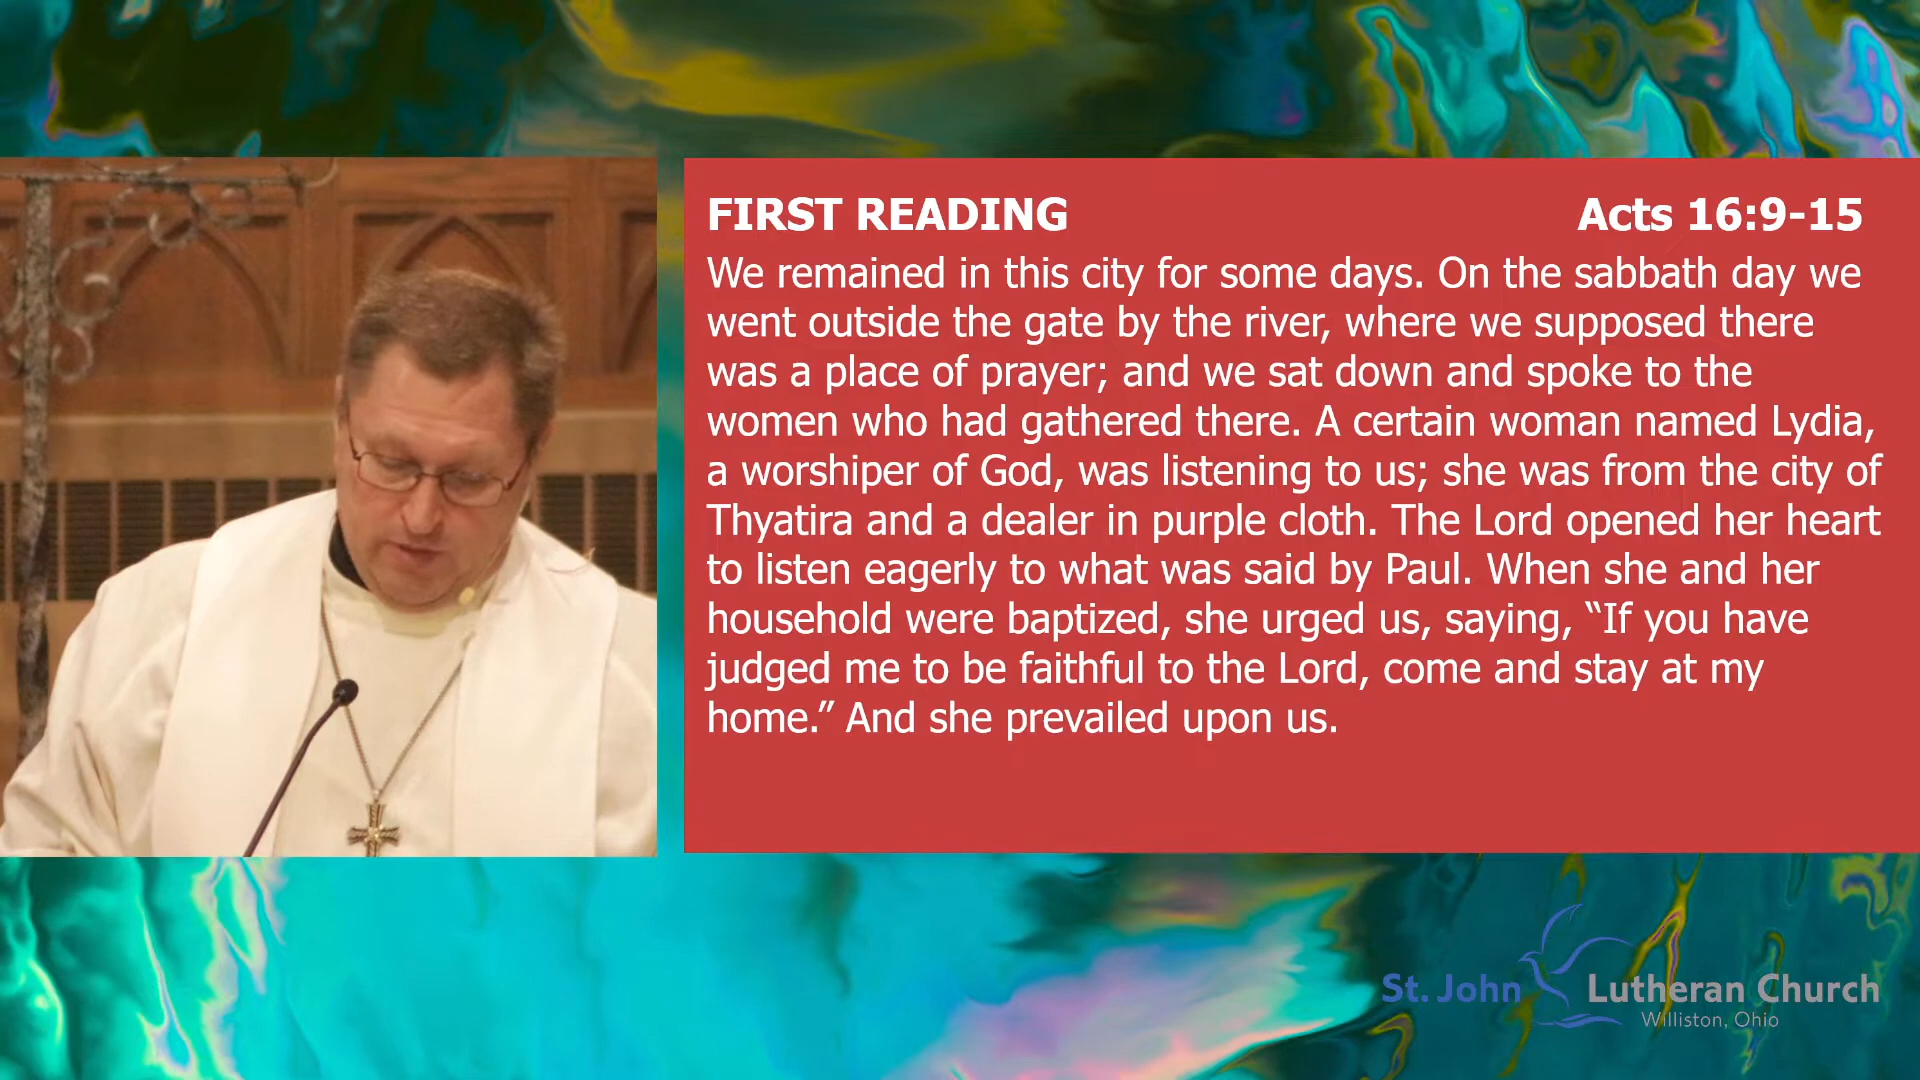 FIRST READING Acts 16:9-15
We remained in this city for some days. On the sabbath day we
went outside the gate by the river, where we supposed there
was a place of prayer; and we sat down and spoke to the
women who had gathered there. A certain woman named Lydia,
a worshiper of God, was listening to us; she was from the city of
Thyatira and a dealer in purple cloth. The Lord opened her heart
to listen eagerly to what was said by Paul. When she and her
household were baptized, she urged us, saying, “If you have
judged me to be faithful to the Lord, come and stay at my
home.” And she prevailed upon us.
St. John Lutheran Church
Williston, Ohio